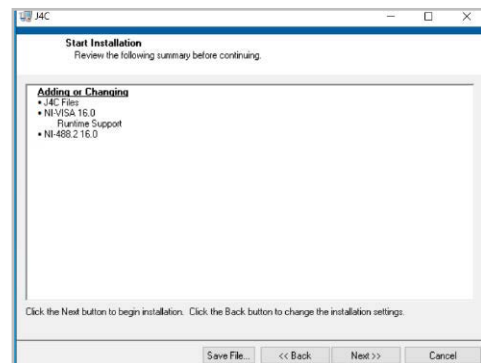 J4C
Start Installation
Review the following summary before continuing.
Adding or Changing
• J4C Files
• NI-VISA 16.0
Runtime Support
• NI-488.2 16.0
Click the Next button to begin installation. Click the Back button to change the installation settings.
Save File... << Back Next >> Cancel